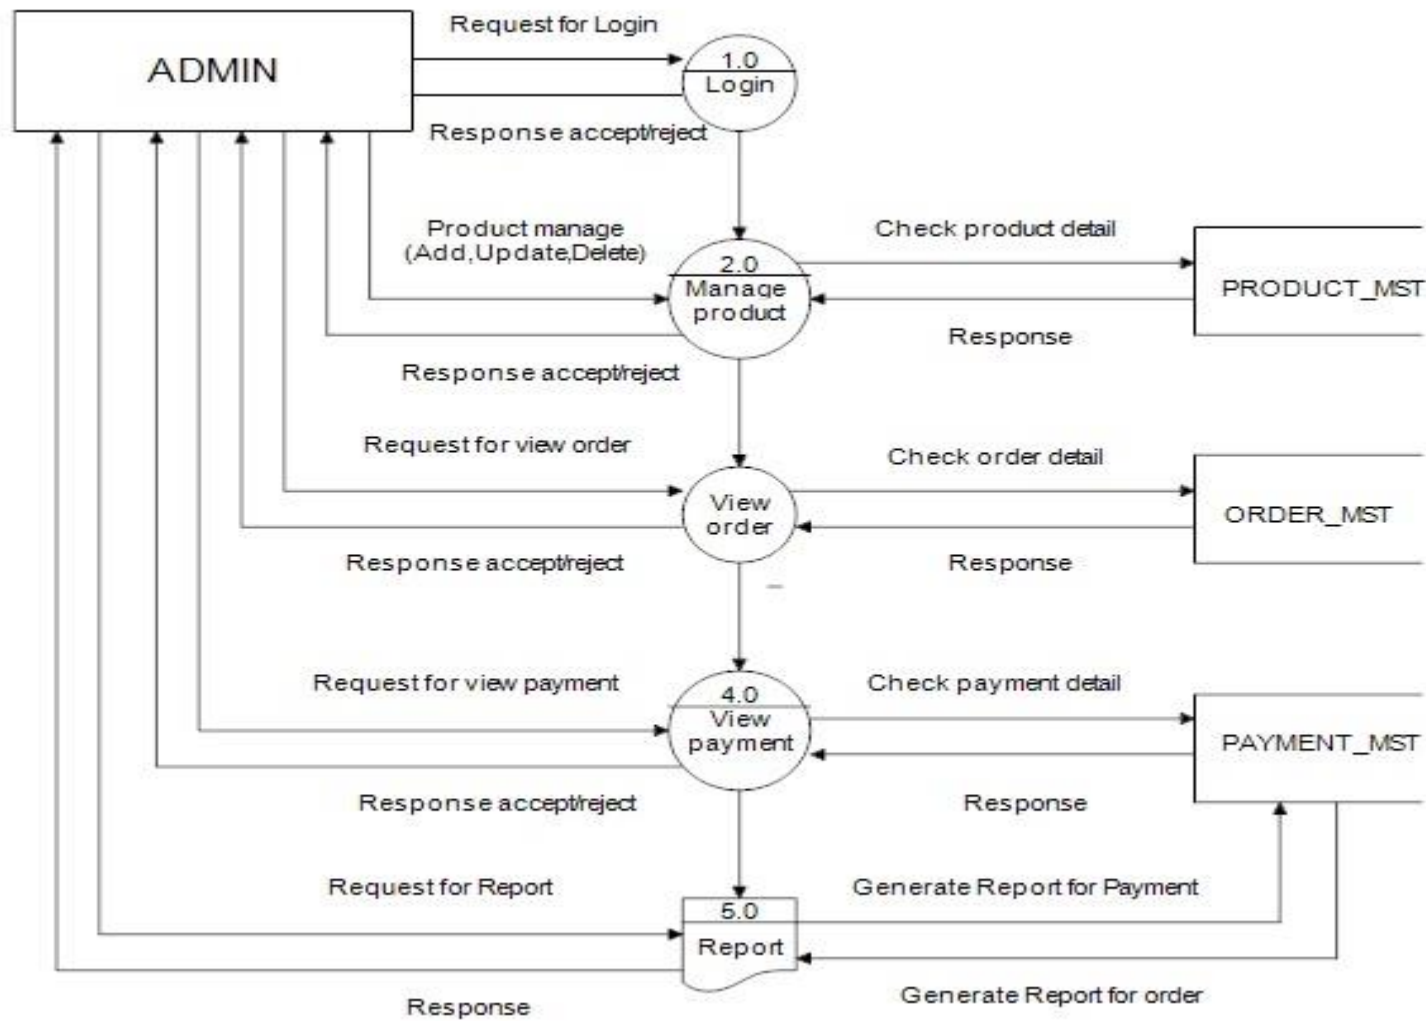 Request for Login
ADMIN
1.0
Login
Response accept/reject
Product manage
(Add,Update,Delete)
Check product detail
2.0
Manage
product
PRODUCT_MST
Response
Response accept/reject
Request for view order
Check order detail
View
order
ORDER_MST
Response accept/reject
Response
Request for view payment
Check payment detail
4.0
View
payment
PAYMENT_MST
Response accept/reject
Response
Request for Report
Generate Report for Payment
5.0
Report
Response
Generate Report for order